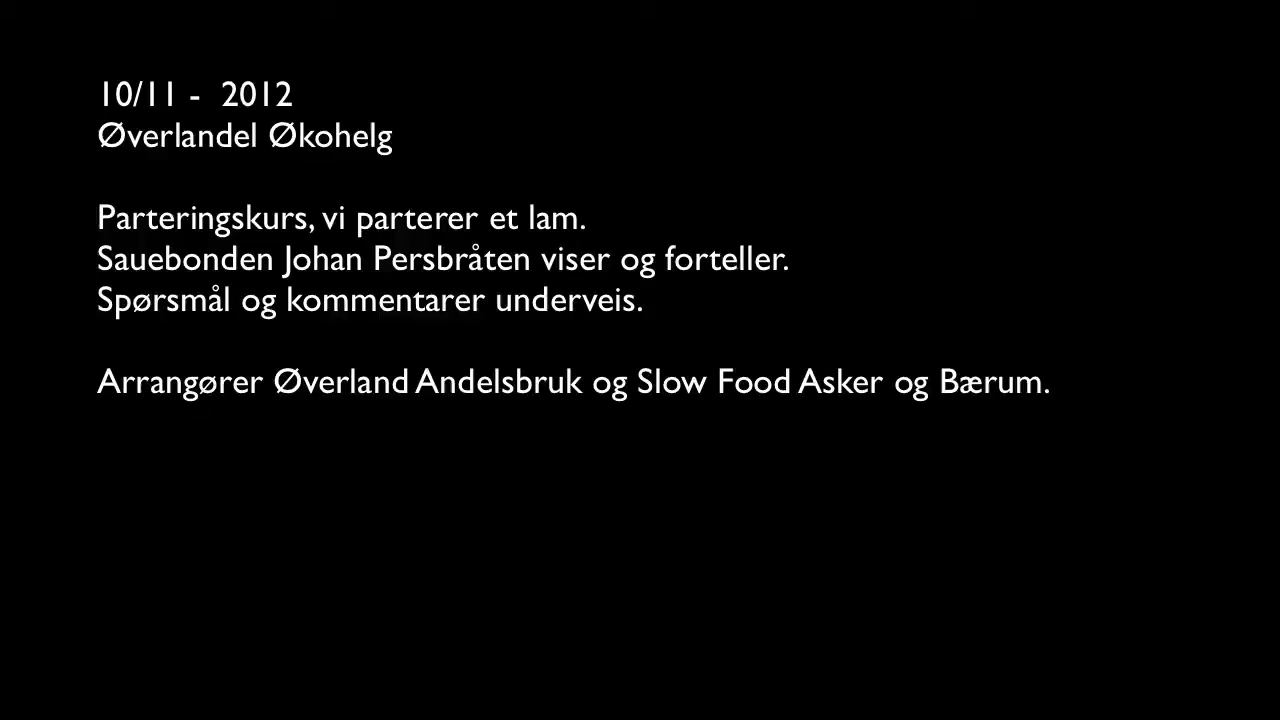 10/11 -  2012
Øverlandel Økohelg
Parteringskurs, vi parterer et lam.
Sauebonden Johan Persbråten viser og forteller.
Spørsmål og kommentarer underveis.
Arrangører Øverland Andelsbruk og Slow Food Asker og Bærum.